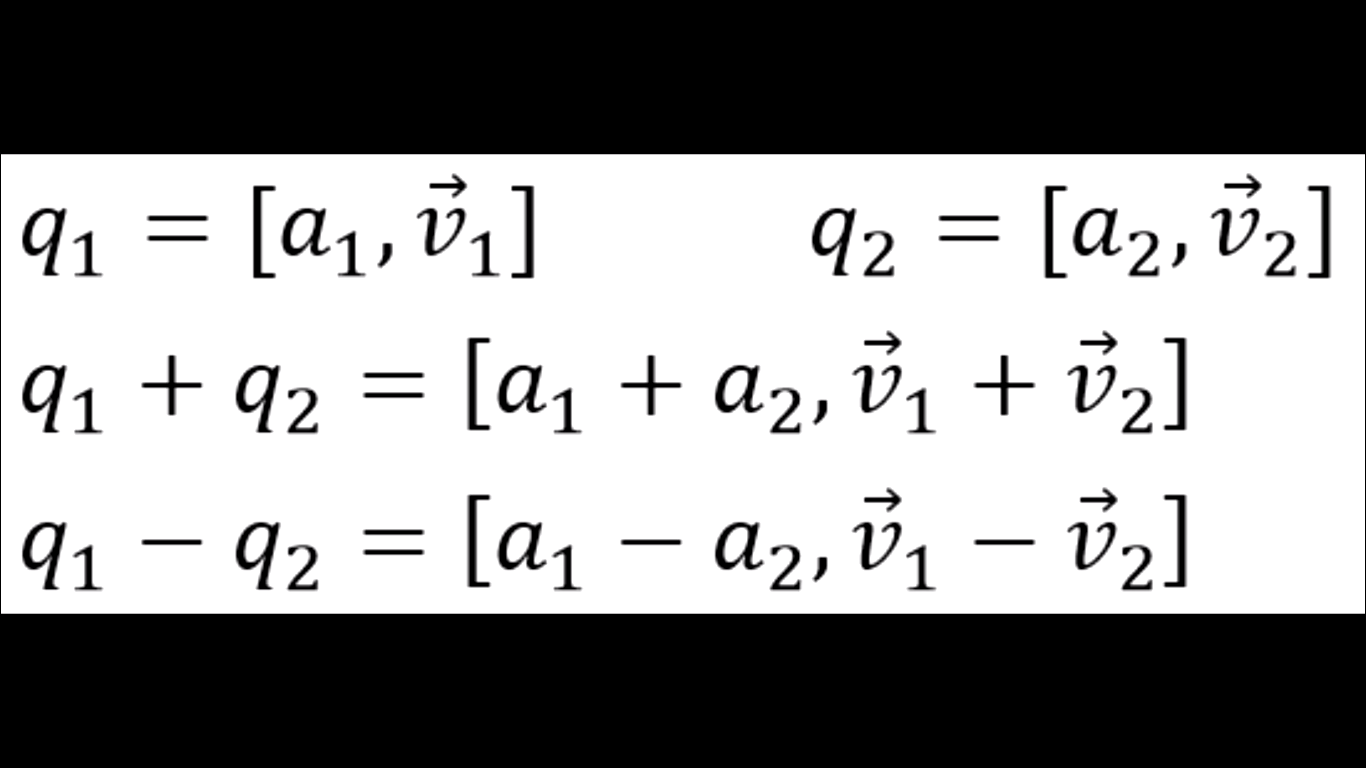 q₁ = [a₁, v⃗₁] q₂ = [a₂, v⃗₂]
q₁ + q₂ = [a₁ + a₂, v⃗₁ + v⃗₂]
q₁ − q₂ = [a₁ − a₂, v⃗₁ − v⃗₂]